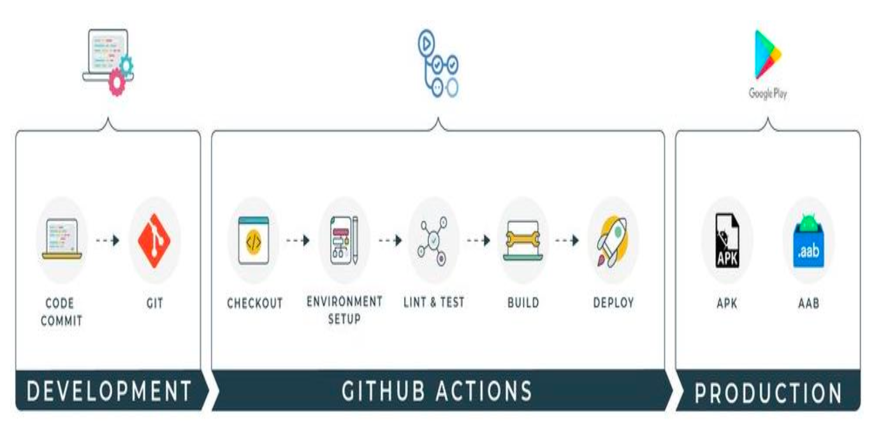 Google Play
CODE
COMMIT
GIT
CHECKOUT
ENVIRONMENT
SETUP
LINT & TEST
BUILD
DEPLOY
APK
APK
.aab
AAB
DEVELOPMENT
GITHUB ACTIONS
PRODUCTION